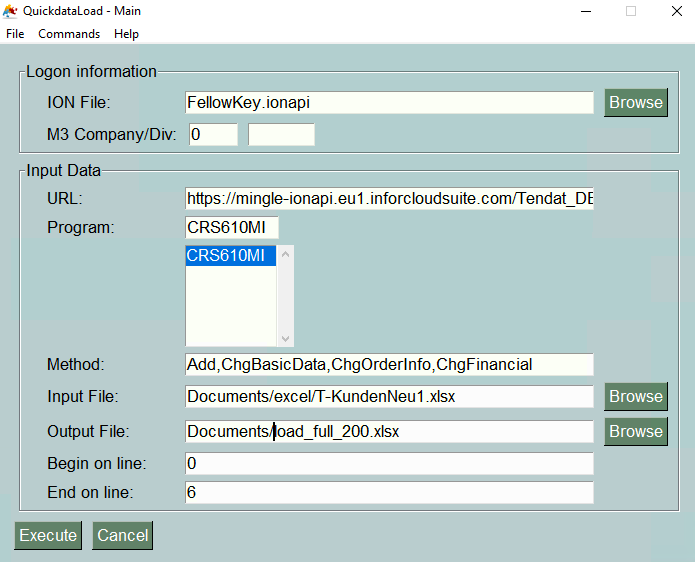 QuickdataLoad - Main
File Commands Help
Logon information
ION File: FellowKey.ionapi Browse
M3 Company/Div: 0
Input Data
URL: https://mingle-ionapi.eu1.inforcloudsuite.com/Tendat_DE
Program: CRS610MI
CRS610MI
Method: Add,ChgBasicData,ChgOrderInfo,ChgFinancial
Input File: Documents/excel/T-KundenNeu1.xlsx Browse
Output File: Documents/load_full_200.xlsx Browse
Begin on line: 0
End on line: 6
Execute Cancel